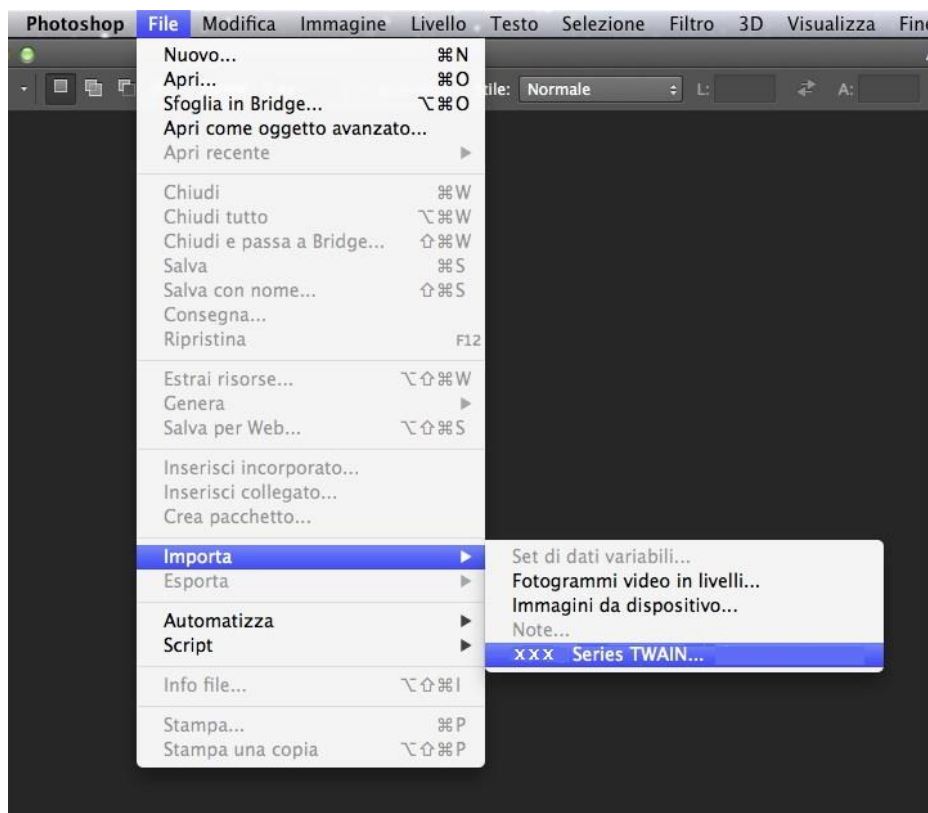 Photoshop File Modifica Immagine Livello Testo Selezione Filtro 3D Visualizza Fine
Nuovo... ⌘N
Apri... ⌘O
Sfoglia in Bridge... ⌥⌘O
Apri come oggetto avanzato...
Apri recente
tile: Normale L: A:
Chiudi ⌘W
Chiudi tutto ⌥⌘W
Chiudi e passa a Bridge... ⇧⌘W
Salva ⌘S
Salva con nome... ⇧⌘S
Consegna...
Ripristina F12
Estrai risorse... ⌥⇧⌘W
Genera
Salva per Web... ⌥⇧⌘S
Inserisci incorporato...
Inserisci collegato...
Crea pacchetto...
Importa
Esporta
Automatizza
Script
Info file... ⌥⇧⌘I
Stampa... ⌘P
Stampa una copia ⌥⇧⌘P
Set di dati variabili...
Fotogrammi video in livelli...
Immagini da dispositivo...
Note...
xxx Series TWAIN...